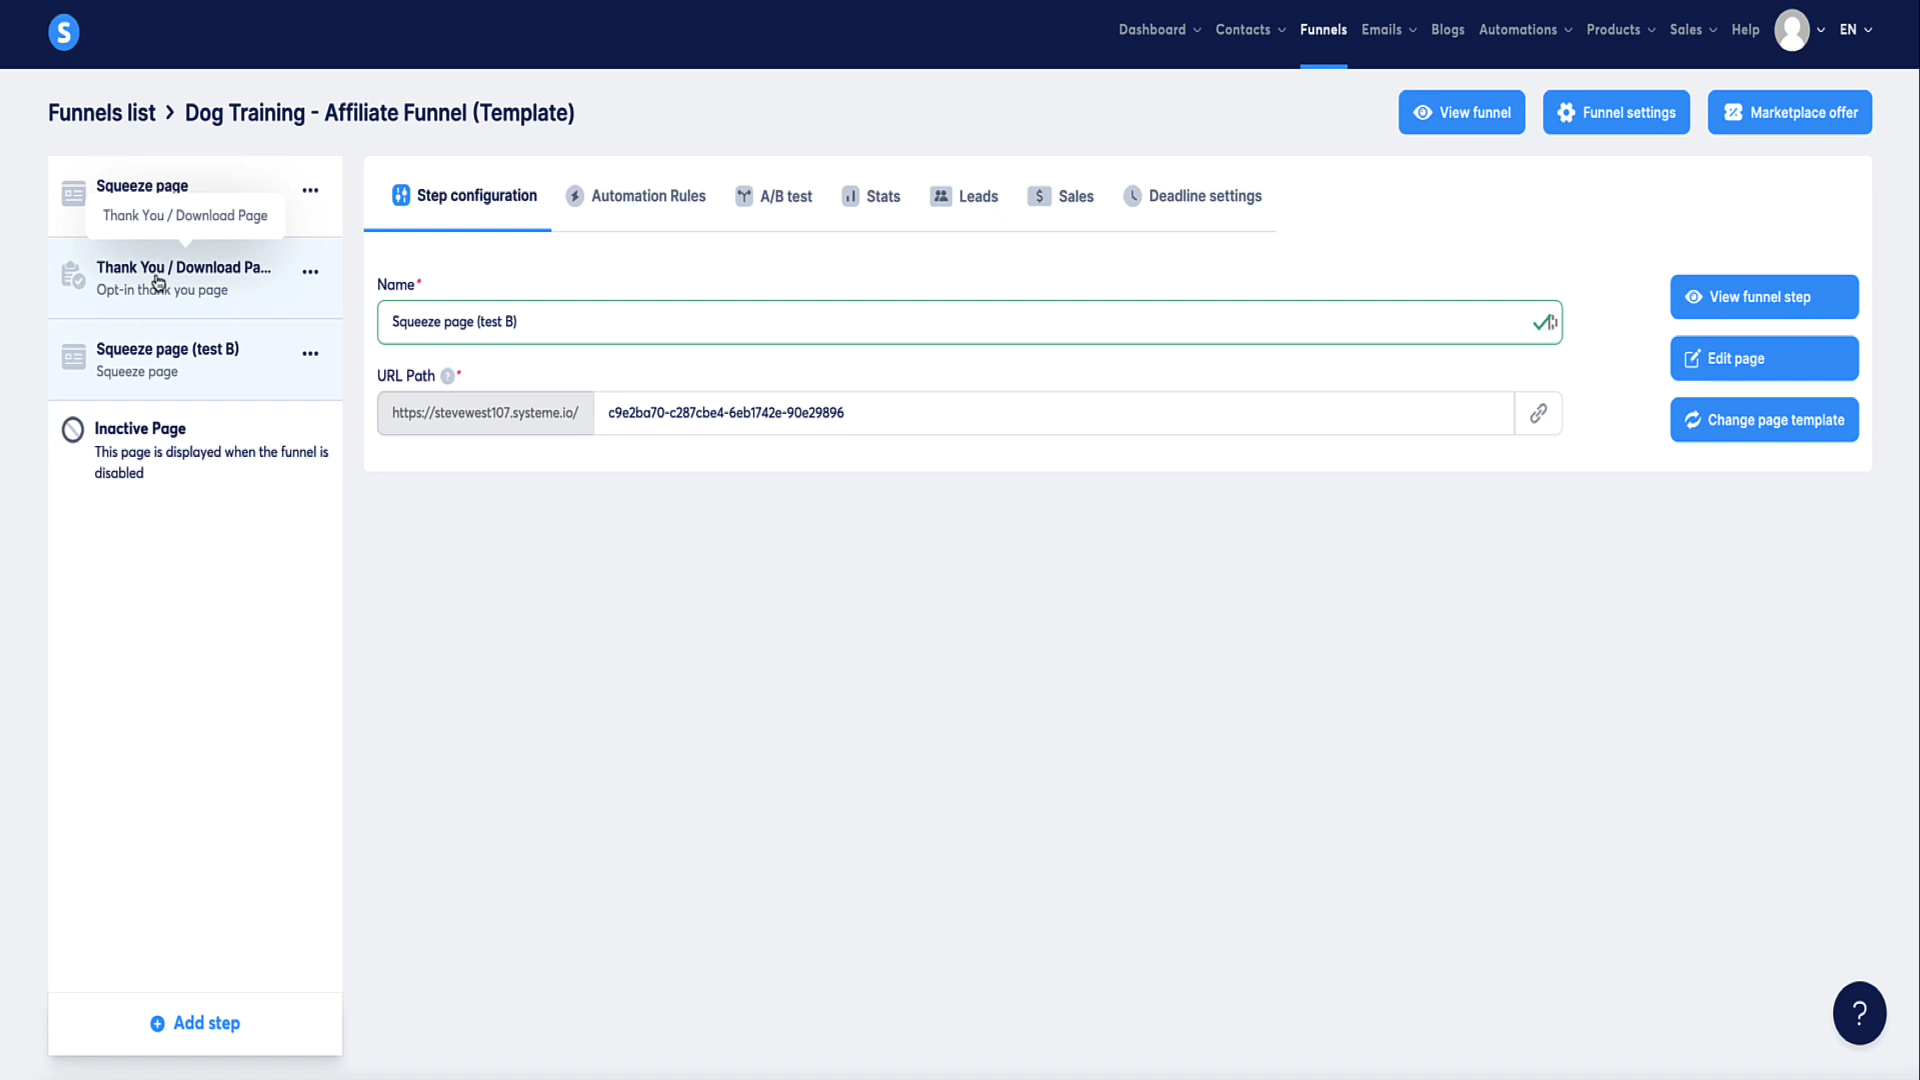 S
Dashboard
Contacts
Funnels
Emails
Blogs
Automations
Products
Sales
Help
EN
Funnels list > Dog Training - Affiliate Funnel (Template)
View funnel
Funnel settings
Marketplace offer
Squeeze page
Thank You / Download Page
Thank You / Download Pa...
Opt-in thank you page
Squeeze page (test B)
Squeeze page
Inactive Page
This page is displayed when the funnel is
disabled
Add step
Step configuration
Automation Rules
A/B test
Stats
Leads
$ Sales
Deadline settings
Name*
Squeeze page (test B)
URL Path ? *
https://stevewest107.systeme.io/
c9e2ba70-c287cbe4-6eb1742e-90e29896
View funnel step
Edit page
Change page template
?